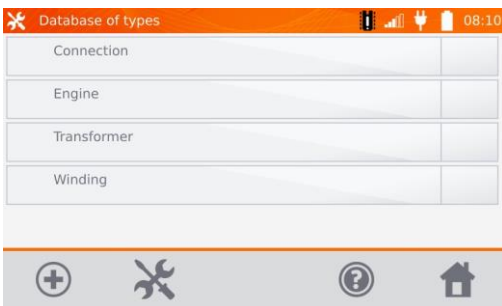 Database of types 08:10
Connection
Engine
Transformer
Winding